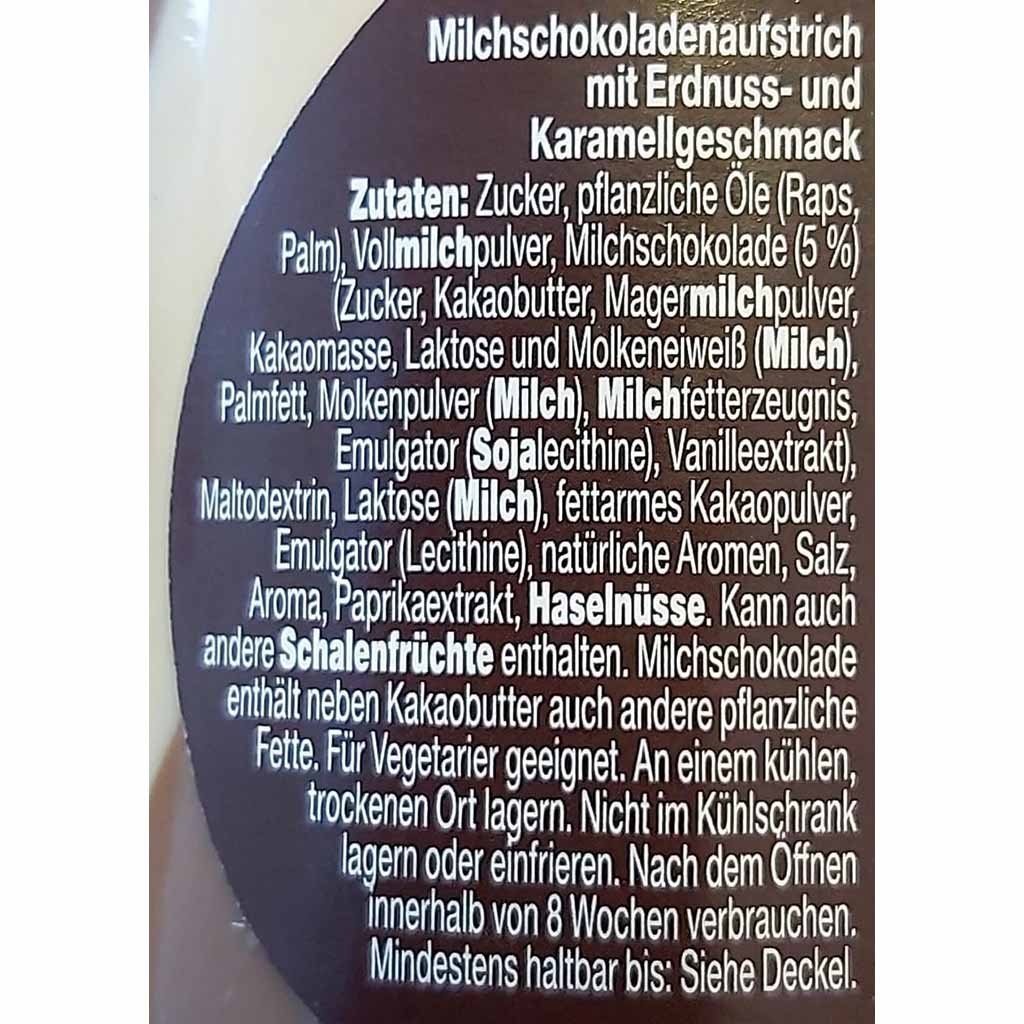 Milchschokoladenaufstrich
mit Erdnuss- und
Karamellgeschmack
Zutaten: Zucker, pflanzliche Öle (Raps,
Palm), Vollmilchpulver, Milchschokolade (5 %)
(Zucker, Kakaobutter, Magermilchpulver,
Kakaomasse, Laktose und Molkeneiweiß (Milch),
Palmfett, Molkenpulver (Milch), Milchfetterzeugnis,
Emulgator (Sojalecithine), Vanilleextrakt),
Maltodextrin, Laktose (Milch), fettarmes Kakaopulver,
Emulgator (Lecithine), natürliche Aromen, Salz,
Aroma, Paprikaextrakt, Haselnüsse. Kann auch
andere Schalenfrüchte enthalten. Milchschokolade
enthält neben Kakaobutter auch andere pflanzliche
Fette. Für Vegetarier geeignet. An einem kühlen,
trockenen Ort lagern. Nicht im Kühlschrank
lagern oder einfrieren. Nach dem Öffnen
innerhalb von 8 Wochen verbrauchen.
Mindestens haltbar bis: Siehe Deckel.